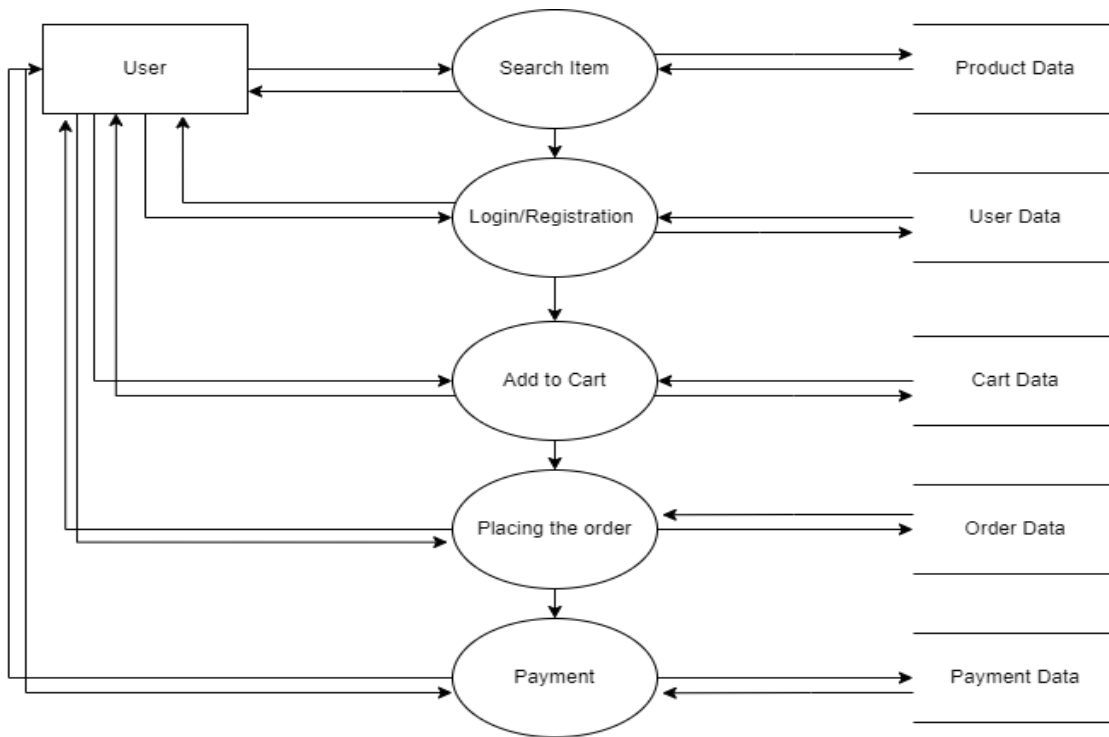 User
Search Item
Product Data
Login/Registration
User Data
Add to Cart
Cart Data
Placing the order
Order Data
Payment
Payment Data